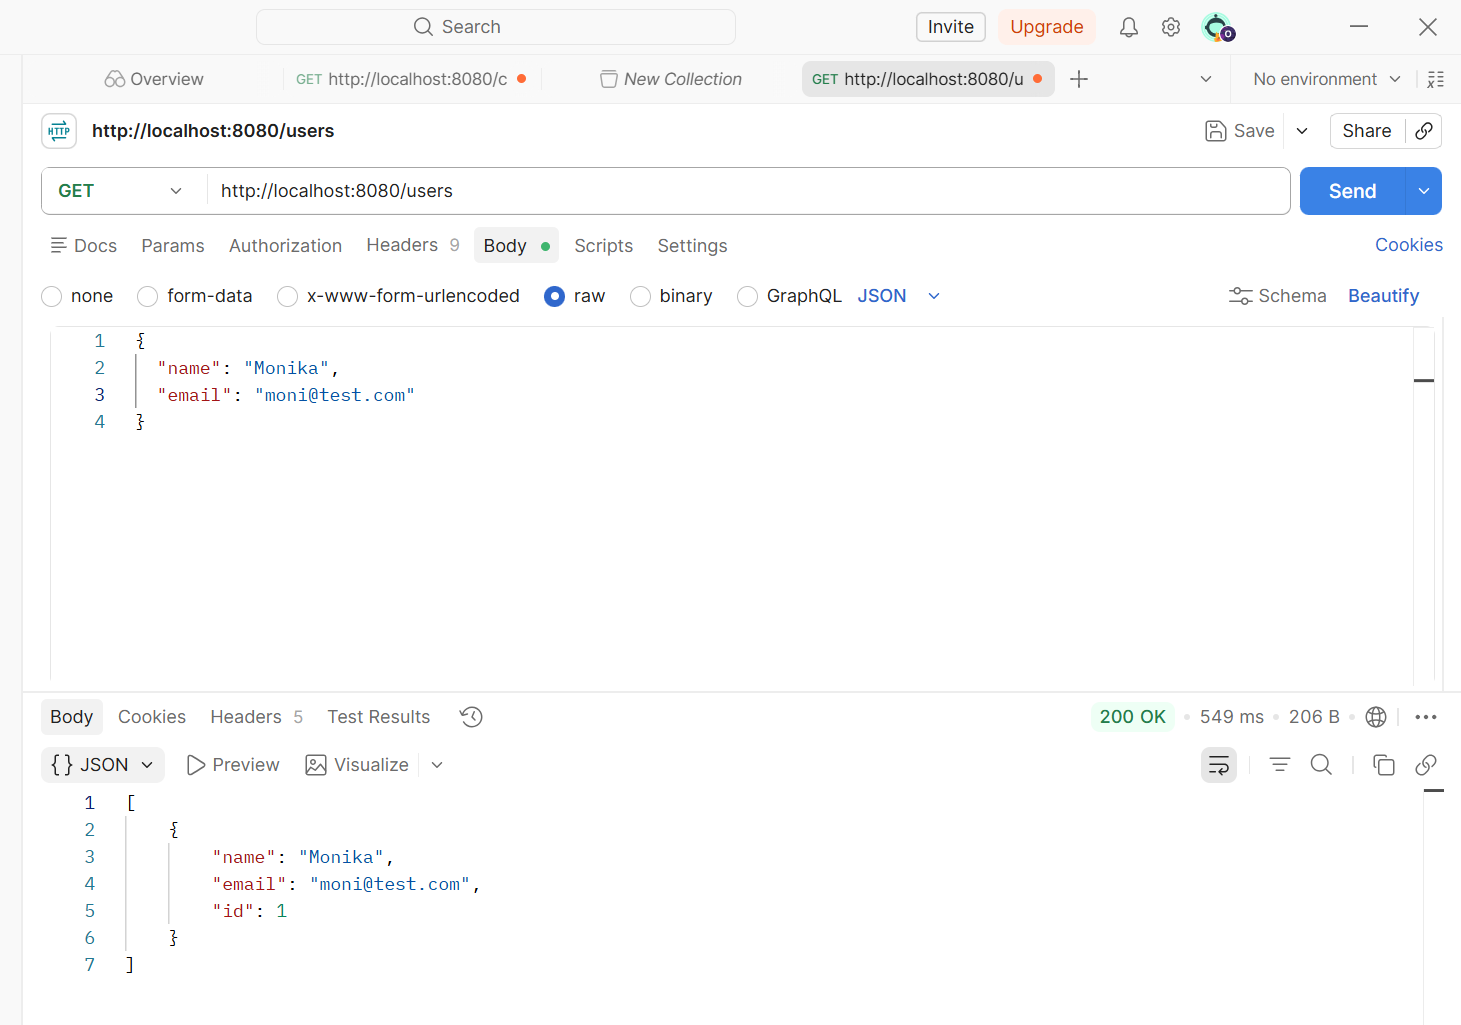 Search Invite Upgrade
Overview GET http://localhost:8080/c New Collection GET http://localhost:8080/u No environment
HTTP http://localhost:8080/users Save Share
GET http://localhost:8080/users Send
Docs Params Authorization Headers 9 Body Scripts Settings Cookies
none form-data x-www-form-urlencoded raw binary GraphQL JSON Schema Beautify
1 {
2 "name": "Monika",
3 "email": "moni@test.com"
4 }
Body Cookies Headers 5 Test Results 200 OK 549 ms 206 B
{} JSON Preview Visualize
1 [
2 {
3 "name": "Monika",
4 "email": "moni@test.com",
5 "id": 1
6 }
7 ]